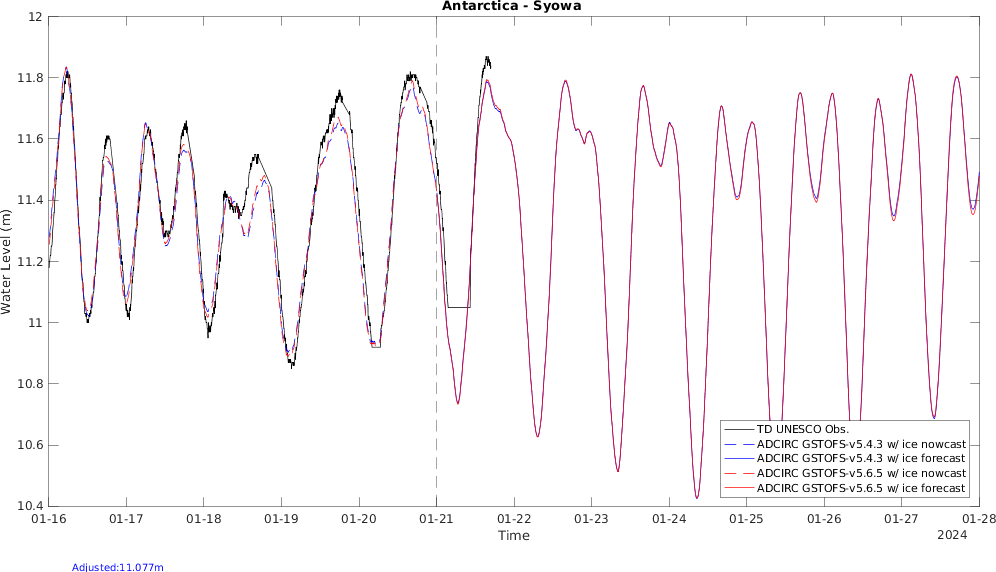 Antarctica - Syowa
12
11.8
11.6
11.4
11.2
11
10.8
10.6
10.4
Water Level (m)
TD UNESCO Obs.
ADCIRC GSTOFS-v5.4.3 w/ ice nowcast
ADCIRC GSTOFS-v5.4.3 w/ ice forecast
ADCIRC GSTOFS-v5.6.5 w/ ice nowcast
ADCIRC GSTOFS-v5.6.5 w/ ice forecast
01-16 01-17 01-18 01-19 01-20 01-21 01-22 01-23 01-24 01-25 01-26 01-27 01-28
Time
2024
Adjusted:11.077m